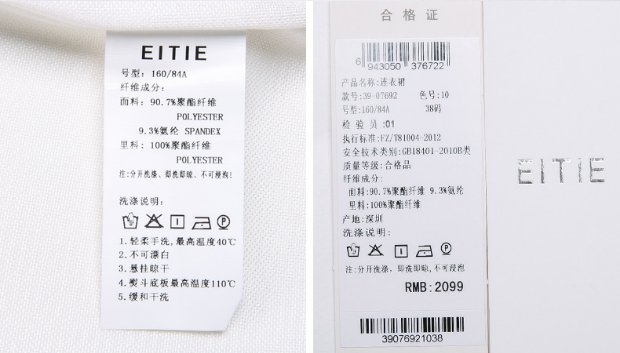 EITIE
号型：160/84A
纤维成分：
面料：90.7%聚酯纤维
POLYESTER
9.3%氨纶 SPANDEX
里料：100%聚酯纤维
POLYESTER
注:分开洗涤、即洗即晾、不可浸泡!
洗涤说明：
1.轻柔手洗,最高温度40℃
2.不可漂白
3.悬挂晾干
4.熨斗底板最高温度110℃
5.缓和干洗
合格证
6 943050 376722
产品名称:连衣裙
款号:39-07692 色号:10
号型:160/84A 38码
检验员:01
执行标准:FZ/T81004-2012
安全技术类别:GB18401-2010B类
质量等级:合格品
纤维成分:
面料:90.7%聚酯纤维 9.3%氨纶
里料:100%聚酯纤维
产地:深圳
洗涤说明:
注:分开洗涤,即洗即晾,不可浸泡
RMB:2099
39076921038
EITIE